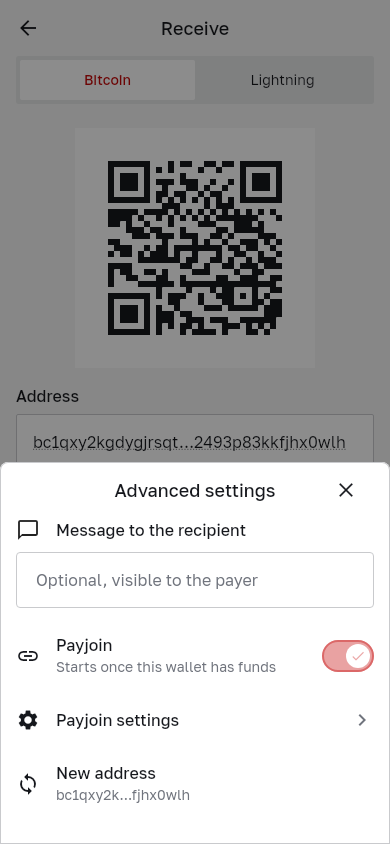 Receive
Bitcoin
Lightning
Address
bc1qxy2kgdygjrsqt...2493p83kkfjhx0wlh
Advanced settings
Message to the recipient
Optional, visible to the payer
Payjoin
Starts once this wallet has funds
Payjoin settings
New address
bc1qxy2k...fjhx0wlh